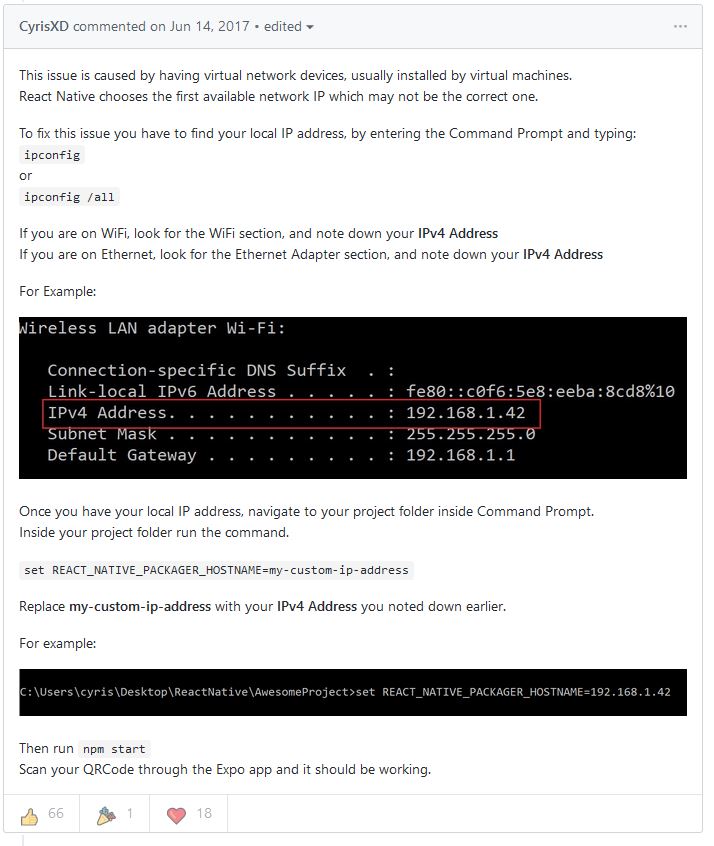 CyrisXD commented on Jun 14, 2017 • edited
This issue is caused by having virtual network devices, usually installed by virtual machines.
React Native chooses the first available network IP which may not be the correct one.
To fix this issue you have to find your local IP address, by entering the Command Prompt and typing:
ipconfig
or
ipconfig /all
If you are on WiFi, look for the WiFi section, and note down your IPv4 Address
If you are on Ethernet, look for the Ethernet Adapter section, and note down your IPv4 Address
For Example:
Wireless LAN adapter Wi-Fi:
Connection-specific DNS Suffix . :
Link-local IPv6 Address . . . . . : fe80::c0f6:5e8:eeba:8cd8%10
IPv4 Address. . . . . . . . . . . : 192.168.1.42
Subnet Mask . . . . . . . . . . . : 255.255.255.0
Default Gateway . . . . . . . . . : 192.168.1.1
Once you have your local IP address, navigate to your project folder inside Command Prompt.
Inside your project folder run the command.
set REACT_NATIVE_PACKAGER_HOSTNAME=my-custom-ip-address
Replace my-custom-ip-address with your IPv4 Address you noted down earlier.
For example:
C:\Users\cyris\Desktop\ReactNative\AwesomeProject>set REACT_NATIVE_PACKAGER_HOSTNAME=192.168.1.42
Then run npm start
Scan your QRCode through the Expo app and it should be working.
66 1 18